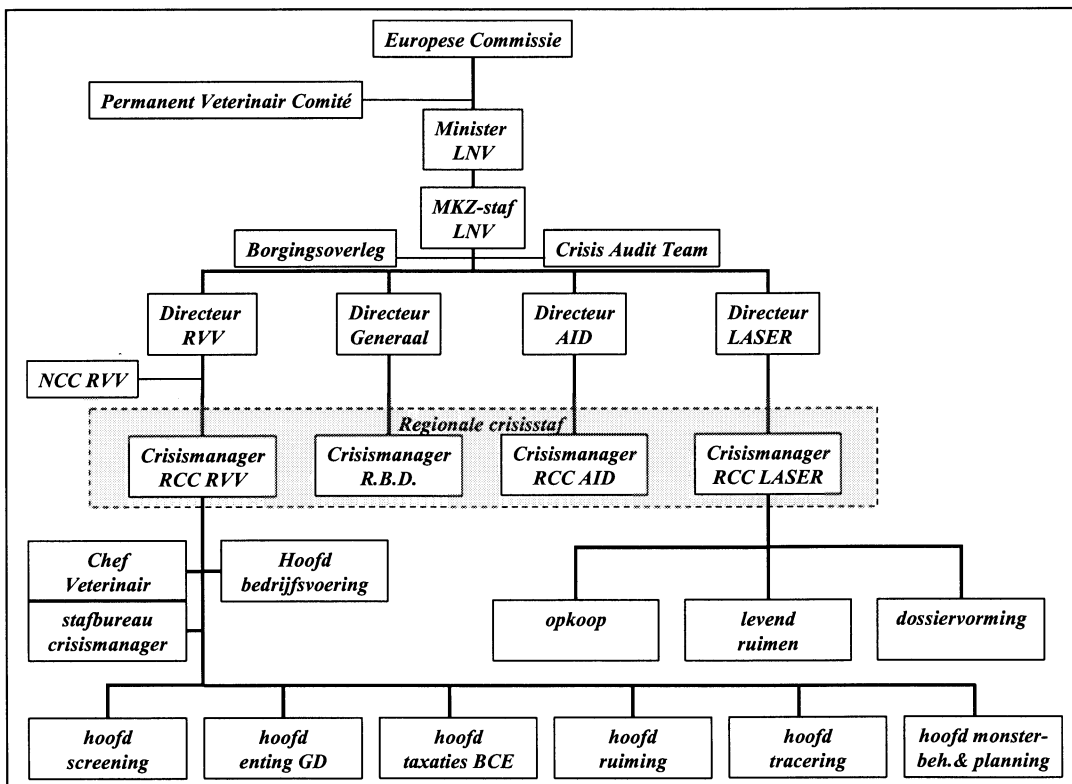 Europese Commissie
Permanent Veterinair Comité
Minister
LNV
MKZ-staf
LNV
Borgingsoverleg
Crisis Audit Team
Directeur
RVV
Directeur
Generaal
Directeur
AID
Directeur
LASER
NCC RVV
Regionale crisisstaf
Crisismanager
RCC RVV
Crisismanager
R.B.D.
Crisismanager
RCC AID
Crisismanager
RCC LASER
Chef
Veterinair
Hoofd
bedrijfsvoering
stafbureau
crisismanager
opkoop
levend
ruimen
dossiervorming
hoofd
screening
hoofd
enting GD
hoofd
taxaties BCE
hoofd
ruiming
hoofd
tracering
hoofd monster-
beh.& planning